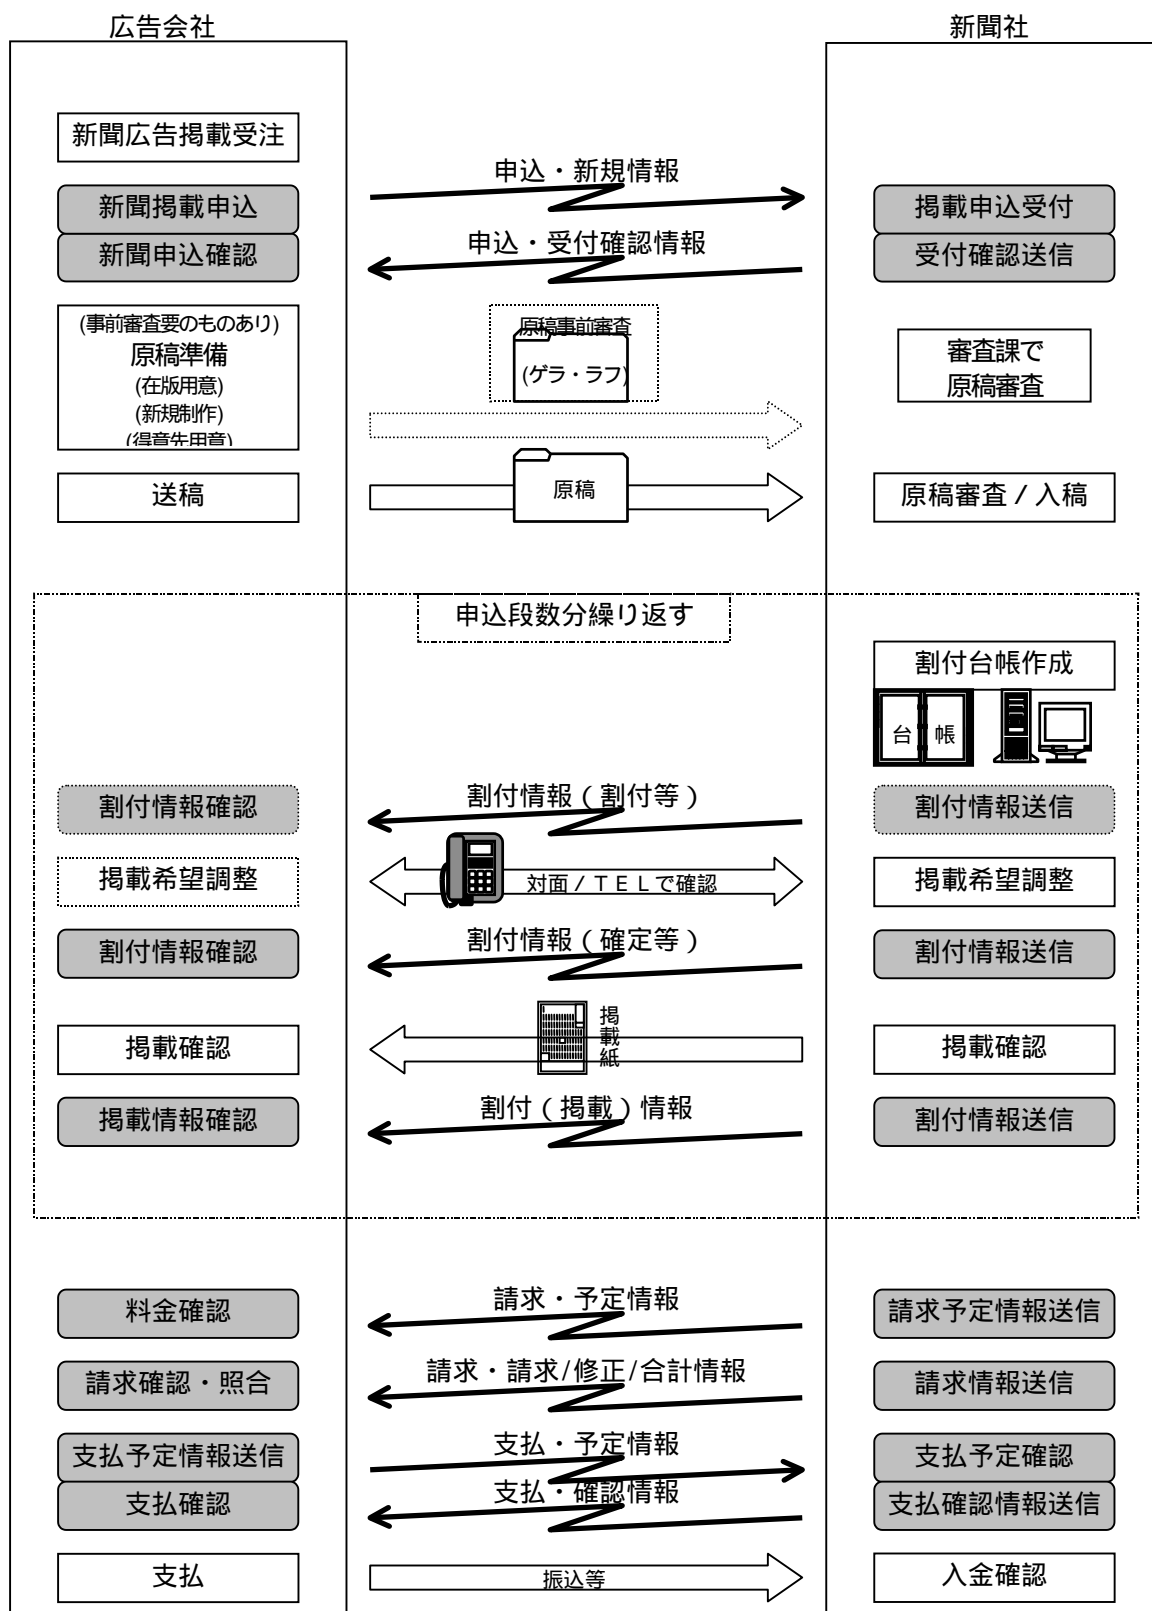 広告会社
新聞社
新聞広告掲載受注
申込・新規情報
新聞掲載申込
掲載申込受付
申込・受付確認情報
新聞申込確認
受付確認送信
(事前審査要のものあり)
原稿準備
(在版用意)
(新規制作)
(得意先用意)
原稿事前審査
(ゲラ・ラフ)
審査課で
原稿審査
送稿
原稿
原稿審査/入稿
申込段数分繰り返す
割付台帳作成
台 帳
割付情報(割付等)
割付情報確認
割付情報送信
掲載希望調整
対面/TELで確認
掲載希望調整
割付情報(確定等)
割付情報確認
割付情報送信
掲載紙
掲載確認
掲載確認
割付(掲載)情報
掲載情報確認
割付情報送信
請求・予定情報
料金確認
請求予定情報送信
請求・請求/修正/合計情報
請求確認・照合
請求情報送信
支払・予定情報
支払予定情報送信
支払予定確認
支払・確認情報
支払確認
支払確認情報送信
支払
振込等
入金確認